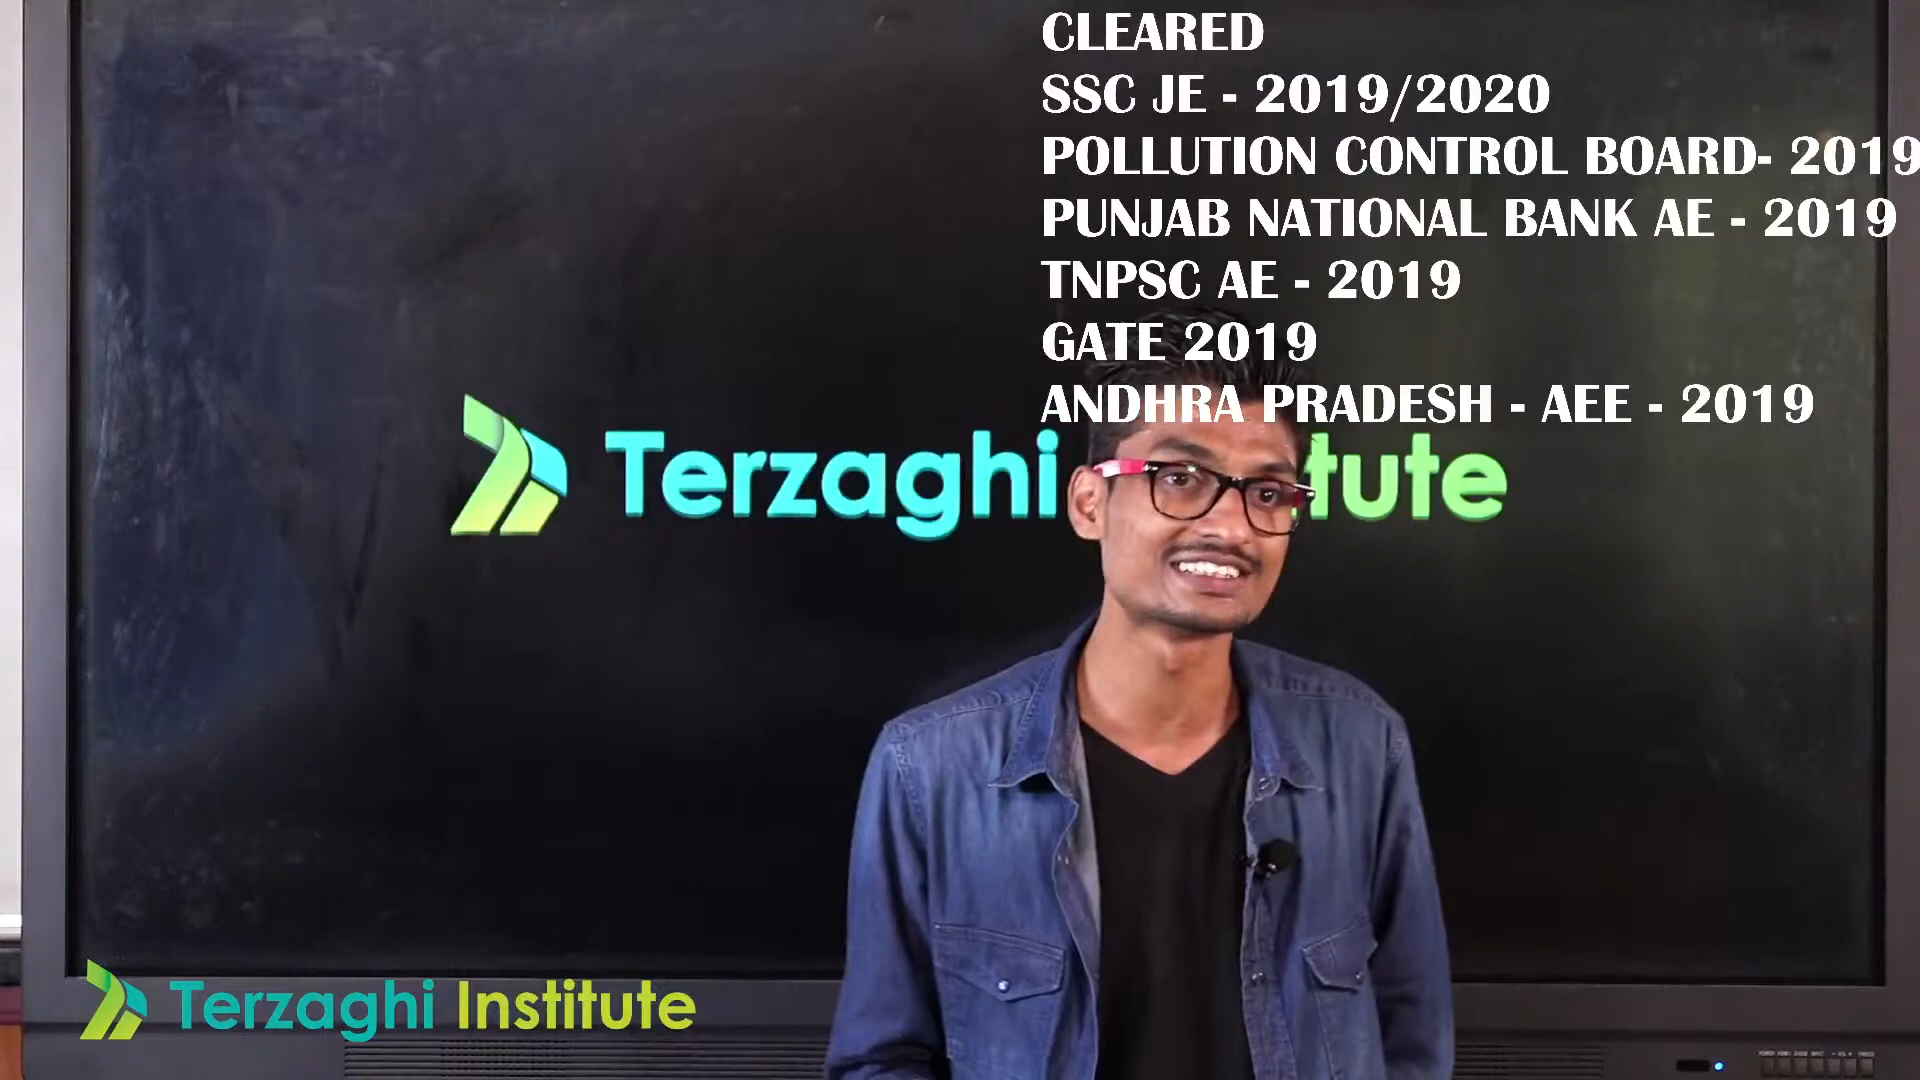 CLEARED
SSC JE - 2019/2020
POLLUTION CONTROL BOARD- 2019
PUNJAB NATIONAL BANK AE - 2019
TNPSC AE - 2019
GATE 2019
ANDHRA PRADESH - AEE - 2019
Terzaghi tute
Terzaghi Institute